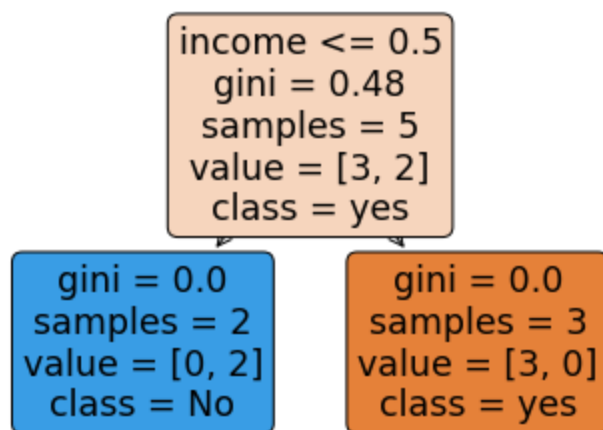 income <= 0.5
gini = 0.48
samples = 5
value = [3, 2]
class = yes
gini = 0.0
samples = 2
value = [0, 2]
class = No
gini = 0.0
samples = 3
value = [3, 0]
class = yes